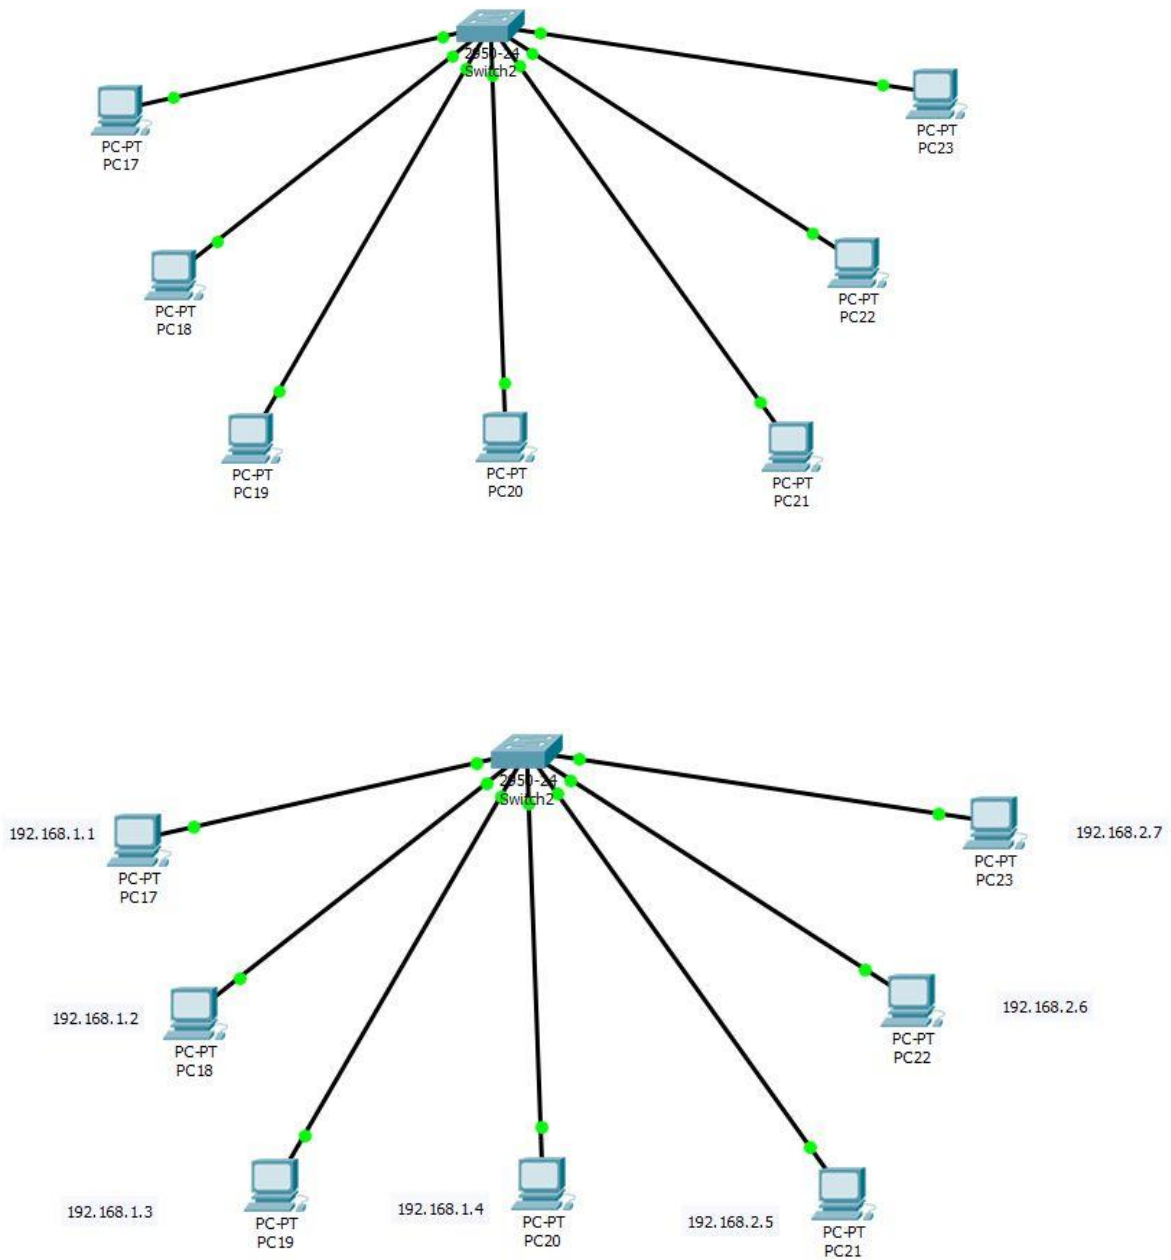 2950-24
Switch2
PC-PT
PC17
PC-PT
PC23
PC-PT
PC18
PC-PT
PC22
PC-PT
PC19
PC-PT
PC20
PC-PT
PC21
2950-24
Switch2
192.168.1.1
PC-PT
PC17
PC-PT
PC23
192.168.2.7
192.168.1.2
PC-PT
PC18
PC-PT
PC22
192.168.2.6
192.168.1.3
PC-PT
PC19
192.168.1.4
PC-PT
PC20
192.168.2.5
PC-PT
PC21